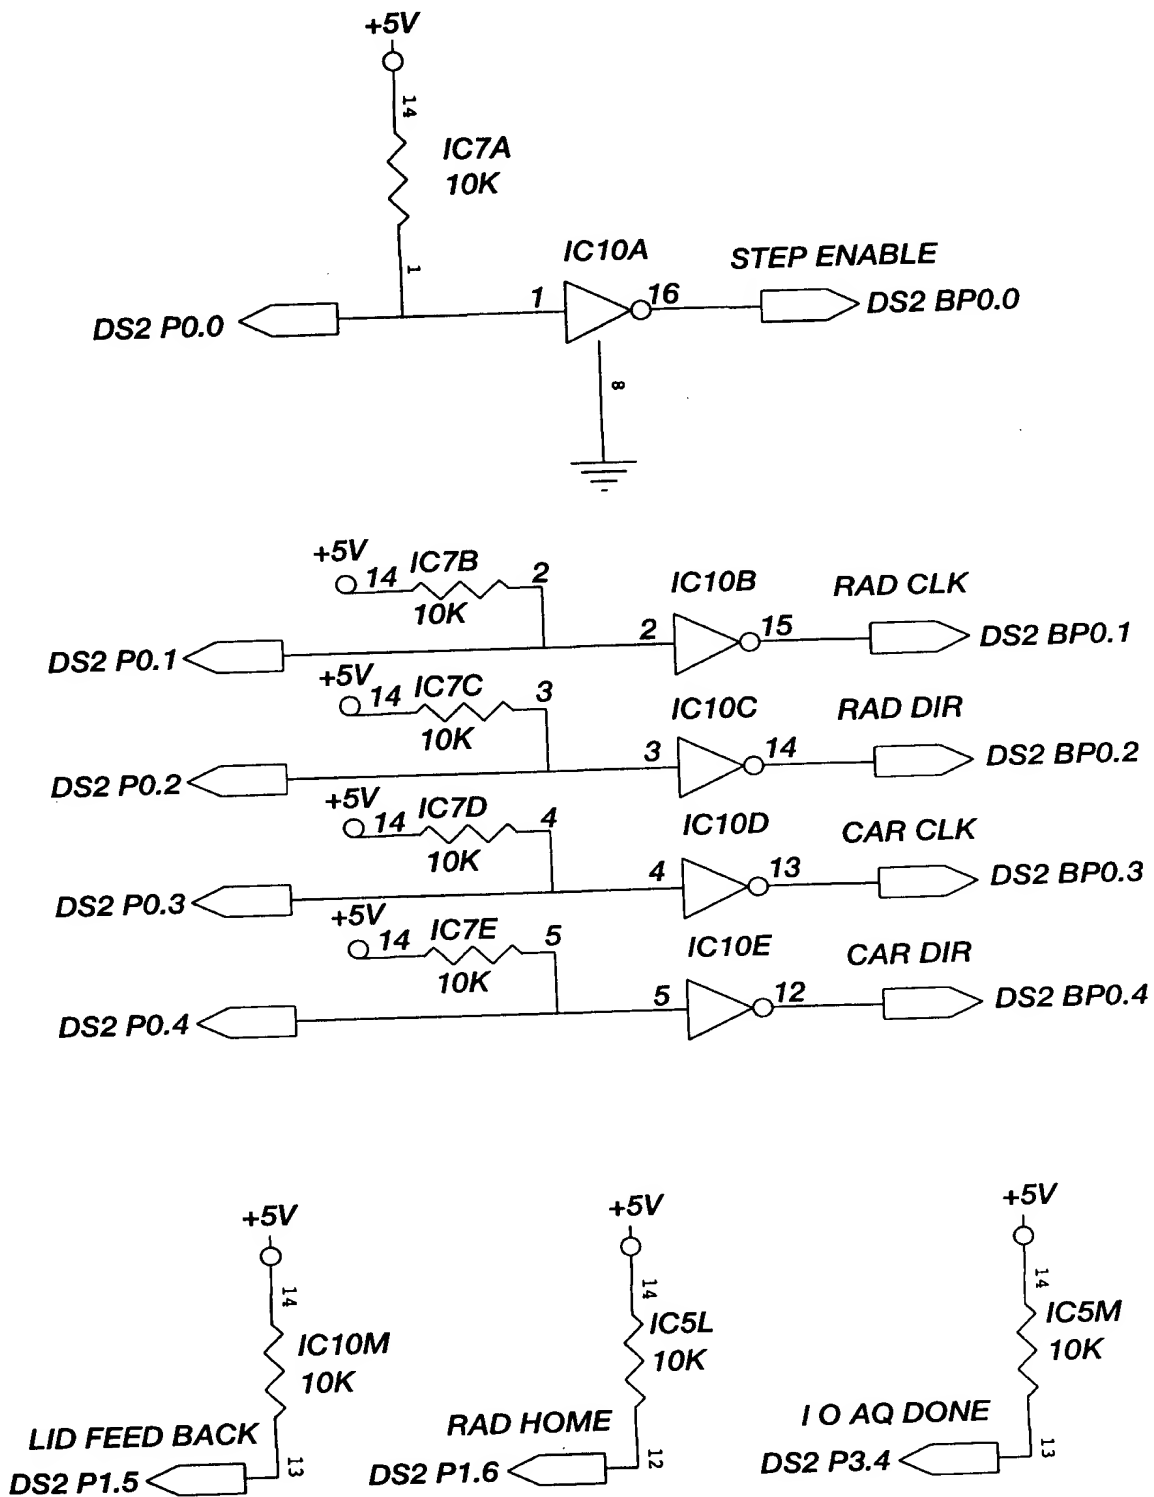 +5V
14
IC7A
10K
1
IC10A
STEP ENABLE
1
16
DS2 P0.0
DS2 BP0.0
8
+5V
14
IC7B
10K
2
IC10B
RAD CLK
2
15
DS2 P0.1
DS2 BP0.1
+5V
14
IC7C
10K
3
IC10C
RAD DIR
3
14
DS2 P0.2
DS2 BP0.2
+5V
14
IC7D
10K
4
IC10D
CAR CLK
4
13
DS2 P0.3
DS2 BP0.3
+5V
14
IC7E
10K
5
IC10E
CAR DIR
5
12
DS2 P0.4
DS2 BP0.4
+5V
14
IC10M
10K
LID FEED BACK
13
DS2 P1.5
+5V
14
IC5L
10K
RAD HOME
12
DS2 P1.6
+5V
14
IC5M
10K
I O AQ DONE
13
DS2 P3.4